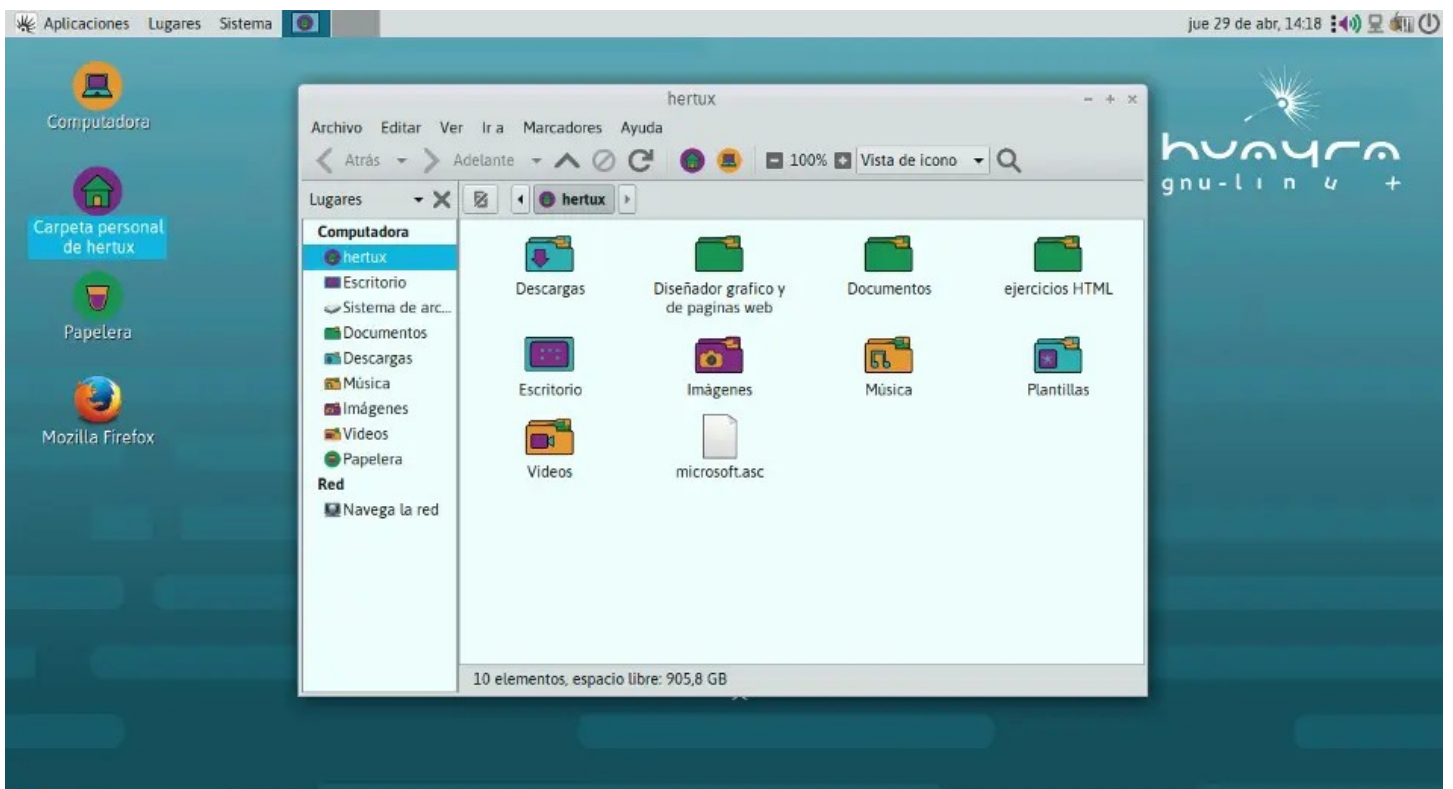 Aplicaciones Lugares Sistema
jue 29 de abr, 14:18
Computadora
Carpeta personal
de hertux
Papelera
Mozilla Firefox
huayra
gnu-linux +
hertux
Archivo Editar Ver Ir a Marcadores Ayuda
Atrás Adelante 100% Vista de icono
Lugares
hertux
Computadora
hertux
Escritorio
Sistema de arc...
Documentos
Descargas
Música
Imágenes
Videos
Papelera
Red
Navega la red
Descargas
Diseñador grafico y
de paginas web
Documentos
ejercicios HTML
Escritorio
Imágenes
Música
Plantillas
Videos
microsoft.asc
10 elementos, espacio libre: 905,8 GB